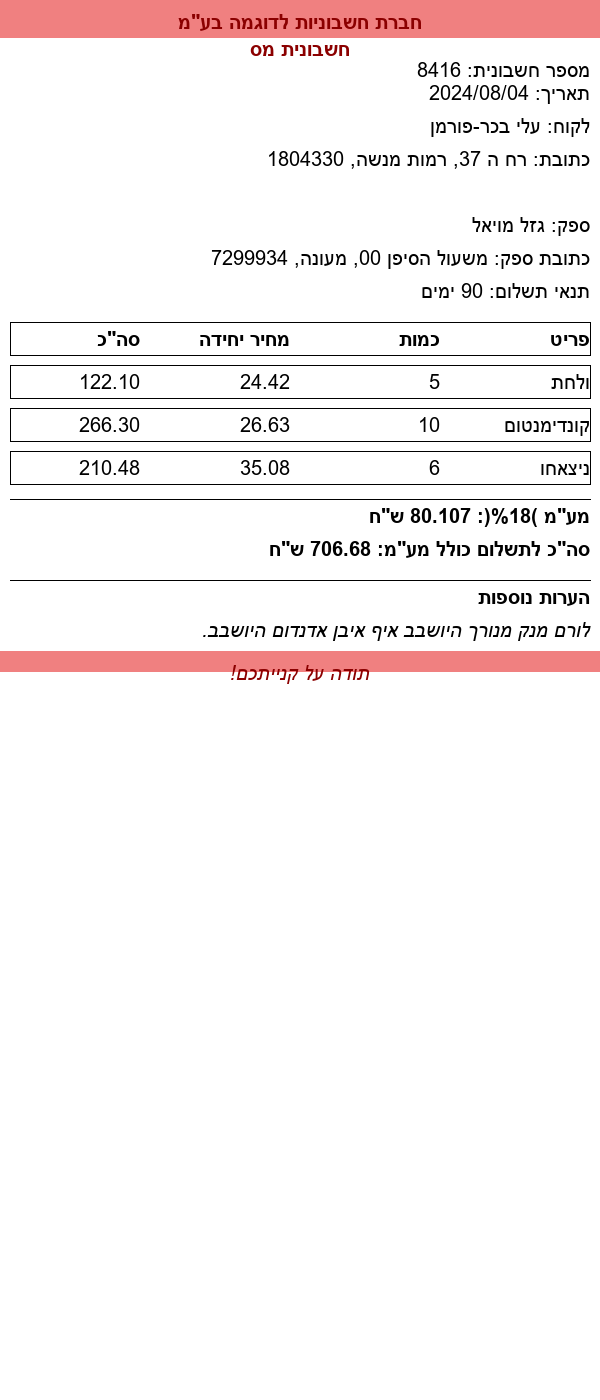 חברת חשבוניות לדוגמה בע"מ
חשבונית מס
מספר חשבונית: 8416
תאריך: 2024/08/04
לקוח: עלי בכר-פורמן
כתובת: רח ה 37, רמות מנשה, 1804330
ספק: גזל מויאל
כתובת ספק: משעול הסיפן 00, מעונה, 7299934
תנאי תשלום: 90 ימים
פריט כמות מחיר יחידה סה"כ
ולחת 5 24.42 122.10
קונדימנטום 10 26.63 266.30
ניצאחו 6 35.08 210.48
מע"מ )18%(: 80.107 ש"ח
סה"כ לתשלום כולל מע"מ: 706.68 ש"ח
הערות נוספות
לורם מנק מנורך היושבב איף איבן אדנדום היושבב.
תודה על קנייתכם!